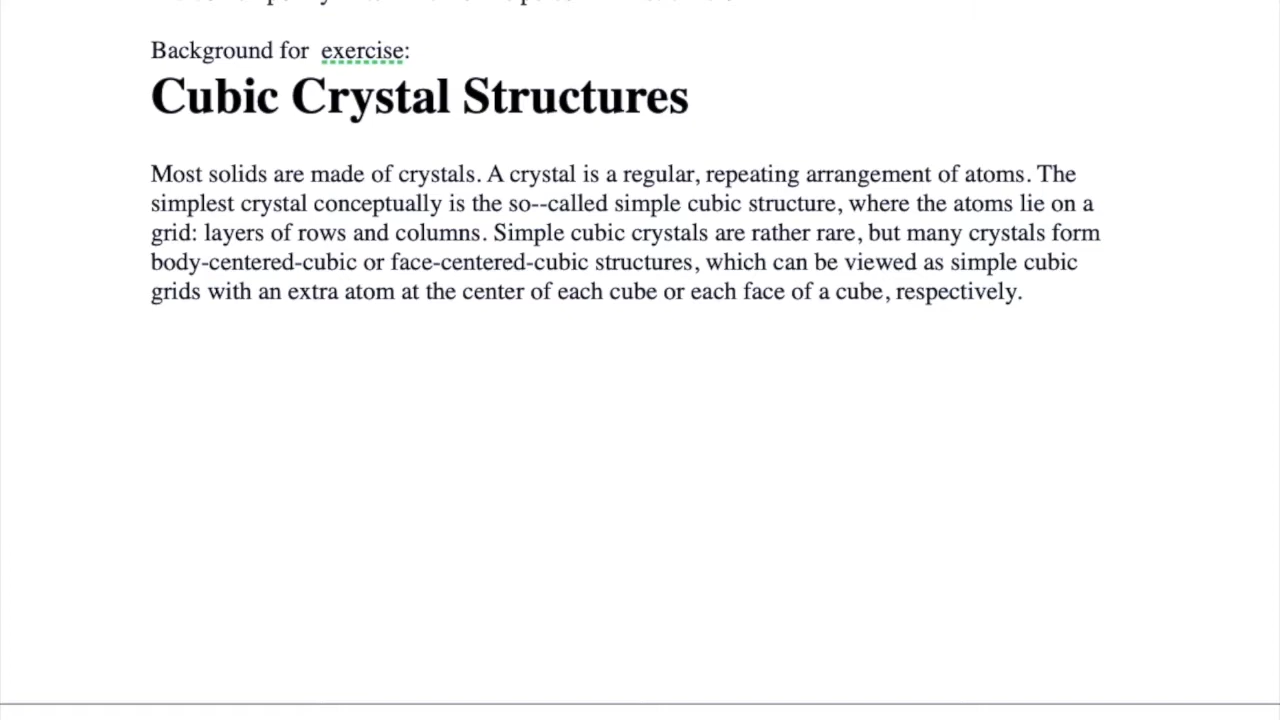 Background for exercise:
Cubic Crystal Structures
Most solids are made of crystals. A crystal is a regular, repeating arrangement of atoms. The
simplest crystal conceptually is the so--called simple cubic structure, where the atoms lie on a
grid: layers of rows and columns. Simple cubic crystals are rather rare, but many crystals form
body-centered-cubic or face-centered-cubic structures, which can be viewed as simple cubic
grids with an extra atom at the center of each cube or each face of a cube, respectively.